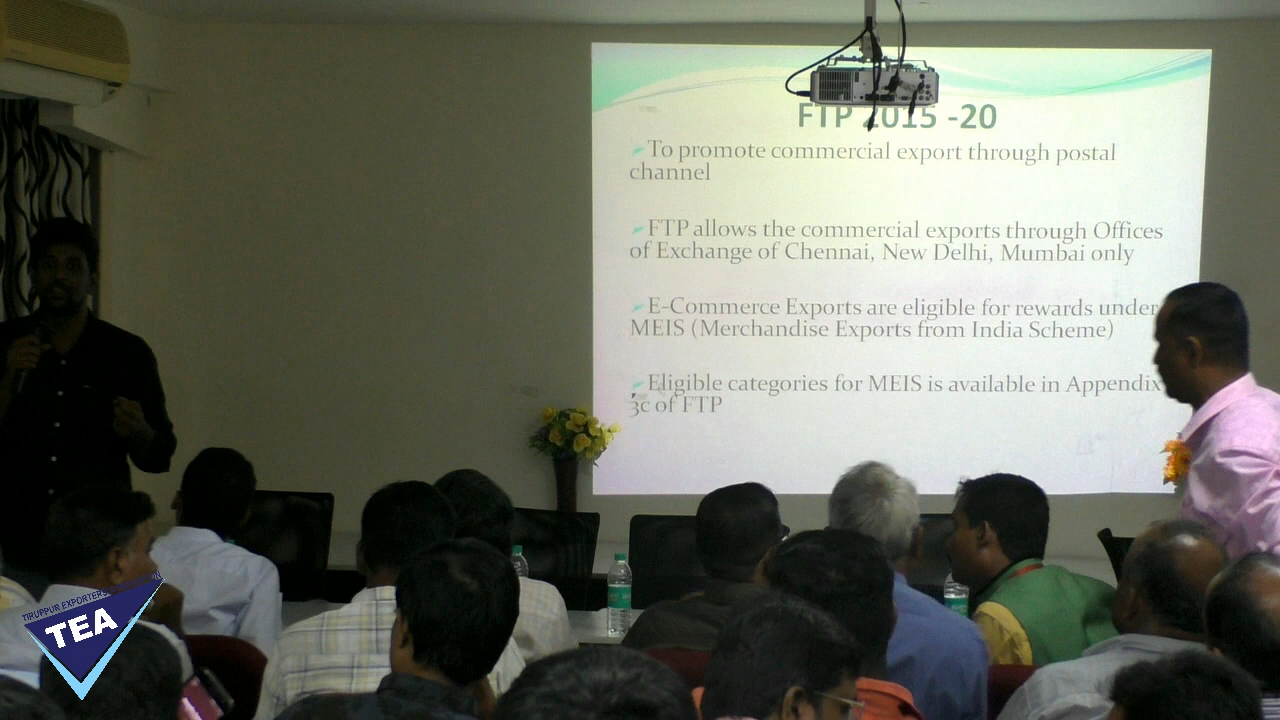 FTP 2015 -20
To promote commercial export through postal
channel
FTP allows the commercial exports through Offices
of Exchange of Chennai, New Delhi, Mumbai only
E-Commerce Exports are eligible for rewards under
MEIS (Merchandise Exports from India Scheme)
Eligible categories for MEIS is available in Appendix
3c of FTP
TIRUPPUR EXPORTERS
TEA